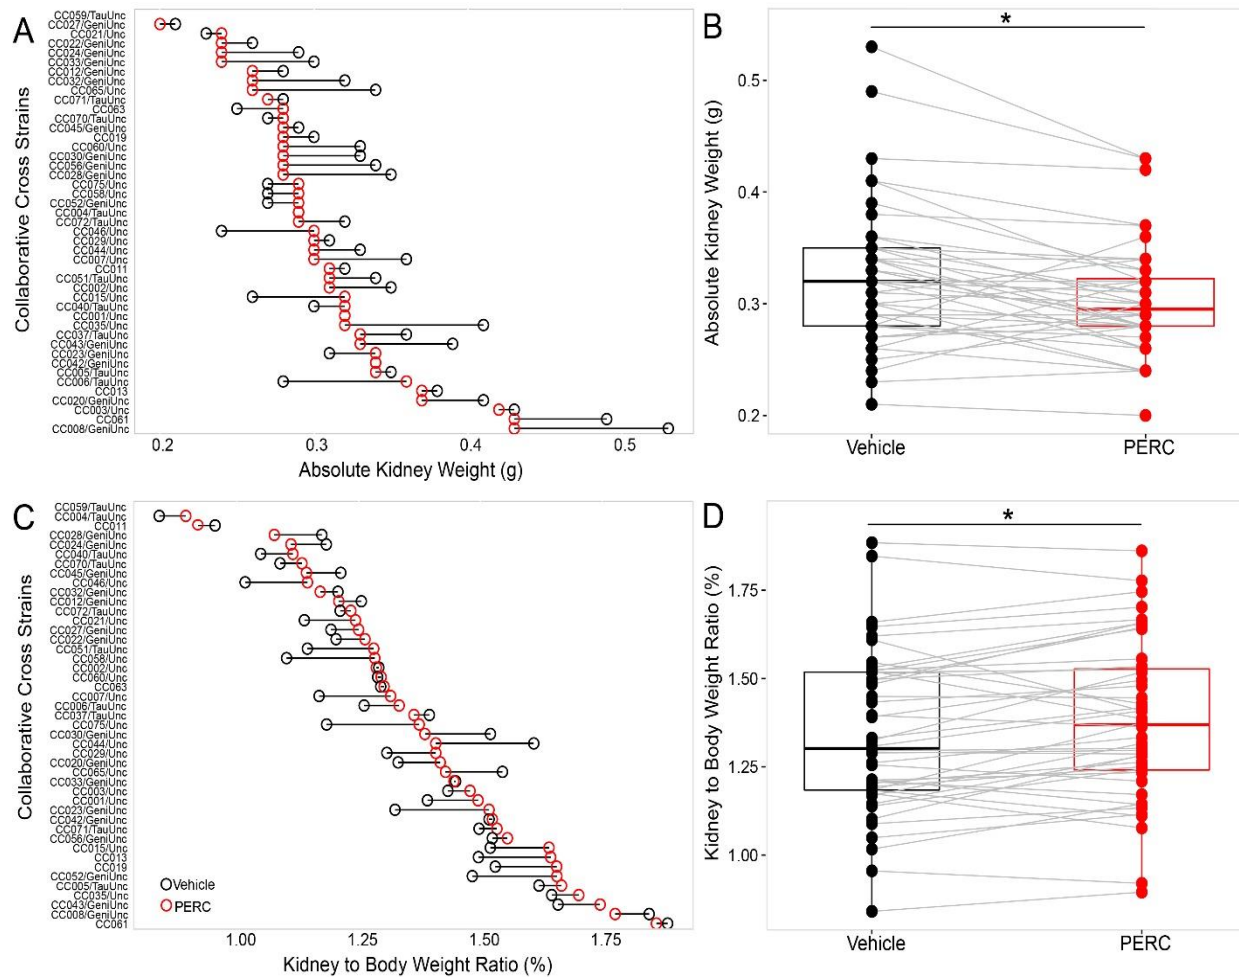 A
Collaborative Cross Strains
CC059/TauUnc
CC027/GeniUnc
CC021/Unc
CC022/GeniUnc
CC024/GeniUnc
CC033/GeniUnc
CC012/GeniUnc
CC032/GeniUnc
CC065/Unc
CC071/TauUnc
CC063
CC070/TauUnc
CC045/GeniUnc
CC019
CC060/Unc
CC030/GeniUnc
CC056/GeniUnc
CC028/GeniUnc
CC075/Unc
CC058/Unc
CC052/GeniUnc
CC004/TauUnc
CC072/TauUnc
CC046/Unc
CC029/Unc
CC044/Unc
CC007/Unc
CC011
CC051/TauUnc
CC002/Unc
CC015/Unc
CC040/TauUnc
CC001/Unc
CC035/Unc
CC037/TauUnc
CC043/GeniUnc
CC023/GeniUnc
CC042/GeniUnc
CC005/TauUnc
CC006/TauUnc
CC013
CC020/GeniUnc
CC003/Unc
CC061
CC008/GeniUnc
0.2 0.3 0.4 0.5
Absolute Kidney Weight (g)
B
*
Absolute Kidney Weight (g)
0.5
0.4
0.3
0.2
Vehicle PERC
C
Collaborative Cross Strains
CC059/TauUnc
CC004/TauUnc
CC011
CC028/GeniUnc
CC024/GeniUnc
CC040/TauUnc
CC070/TauUnc
CC045/GeniUnc
CC046/Unc
CC032/GeniUnc
CC012/GeniUnc
CC072/TauUnc
CC021/Unc
CC027/GeniUnc
CC022/GeniUnc
CC051/TauUnc
CC058/Unc
CC002/Unc
CC060/Unc
CC063
CC007/Unc
CC006/TauUnc
CC037/TauUnc
CC075/Unc
CC030/GeniUnc
CC044/Unc
CC029/Unc
CC020/GeniUnc
CC065/Unc
CC033/GeniUnc
CC003/Unc
CC001/Unc
CC023/GeniUnc
CC042/GeniUnc
CC071/TauUnc
CC056/GeniUnc
CC015/Unc
CC013
CC019
CC052/GeniUnc
CC005/TauUnc
CC035/Unc
CC043/GeniUnc
CC008/GeniUnc
CC061
Vehicle
PERC
1.00 1.25 1.50 1.75
Kidney to Body Weight Ratio (%)
D
*
Kidney to Body Weight Ratio (%)
1.75
1.50
1.25
1.00
Vehicle PERC